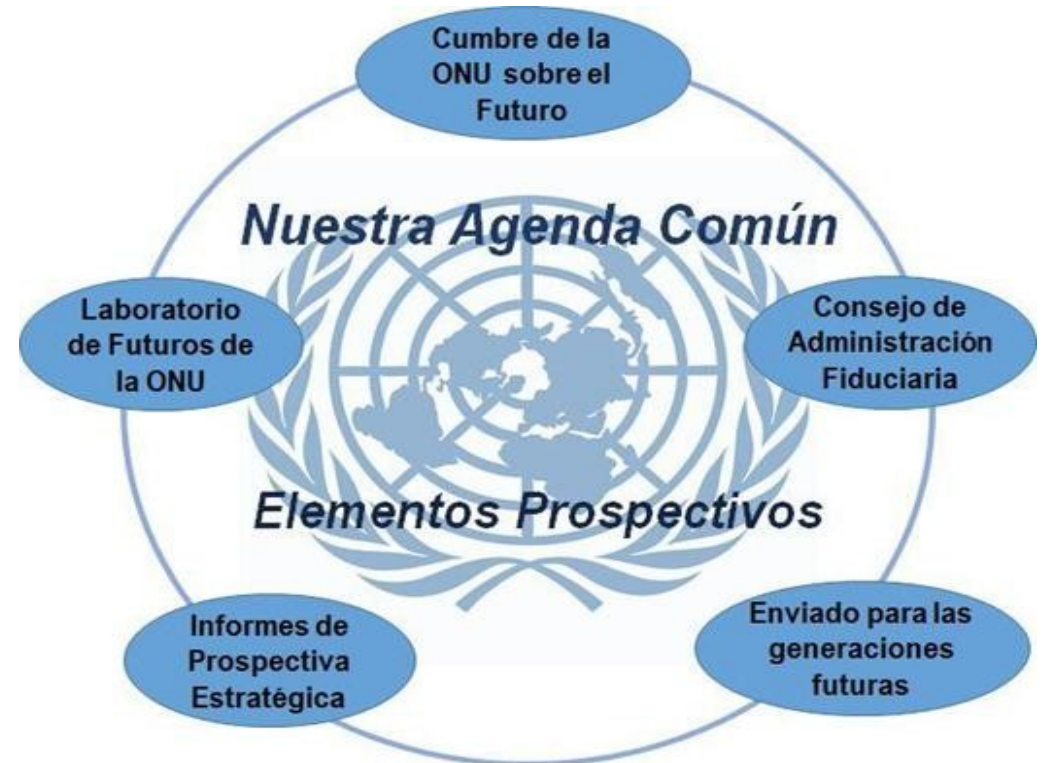 Cumbre de la
ONU sobre el
Futuro
Nuestra Agenda Común
Laboratorio
de Futuros de
la ONU
Consejo de
Administración
Fiduciaria
Elementos Prospectivos
Informes de
Prospectiva
Estratégica
Enviado para las
generaciones
futuras